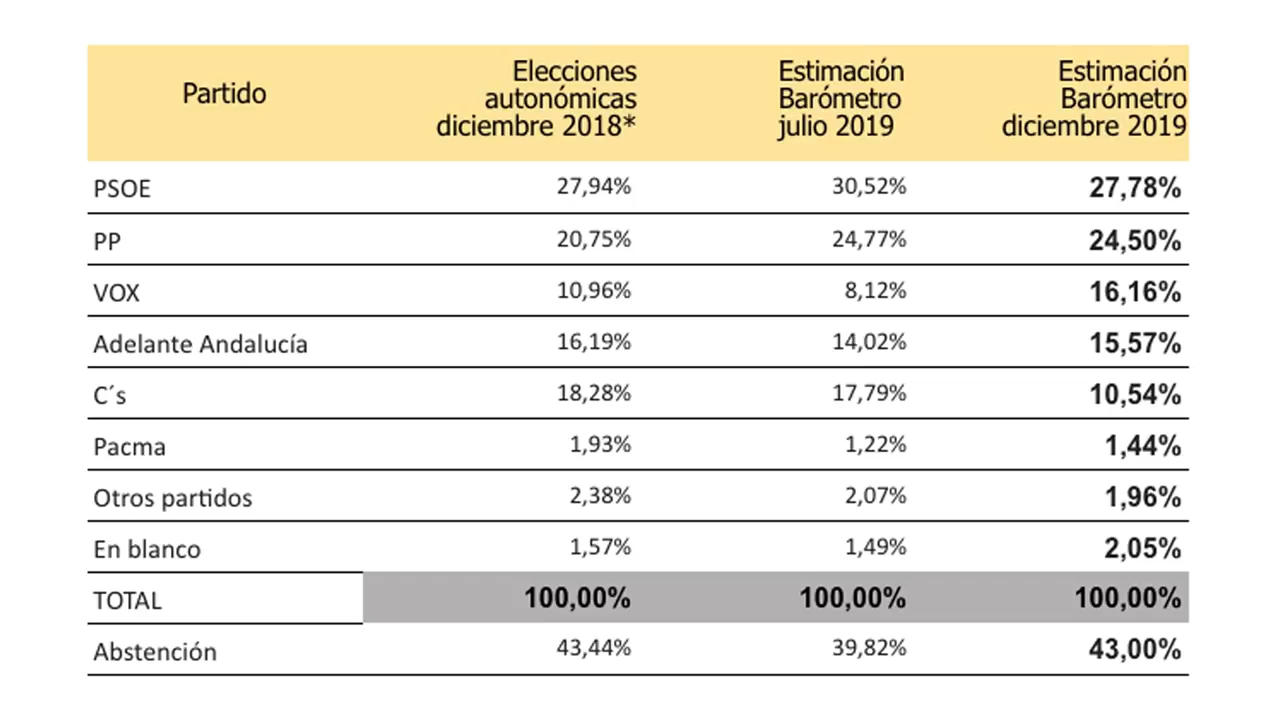 Partido Elecciones autonómicas diciembre 2018* Estimación Barómetro julio 2019 Estimación Barómetro diciembre 2019
PSOE 27,94% 30,52% 27,78%
PP 20,75% 24,77% 24,50%
VOX 10,96% 8,12% 16,16%
Adelante Andalucía 16,19% 14,02% 15,57%
C´s 18,28% 17,79% 10,54%
Pacma 1,93% 1,22% 1,44%
Otros partidos 2,38% 2,07% 1,96%
En blanco 1,57% 1,49% 2,05%
TOTAL 100,00% 100,00% 100,00%
Abstención 43,44% 39,82% 43,00%